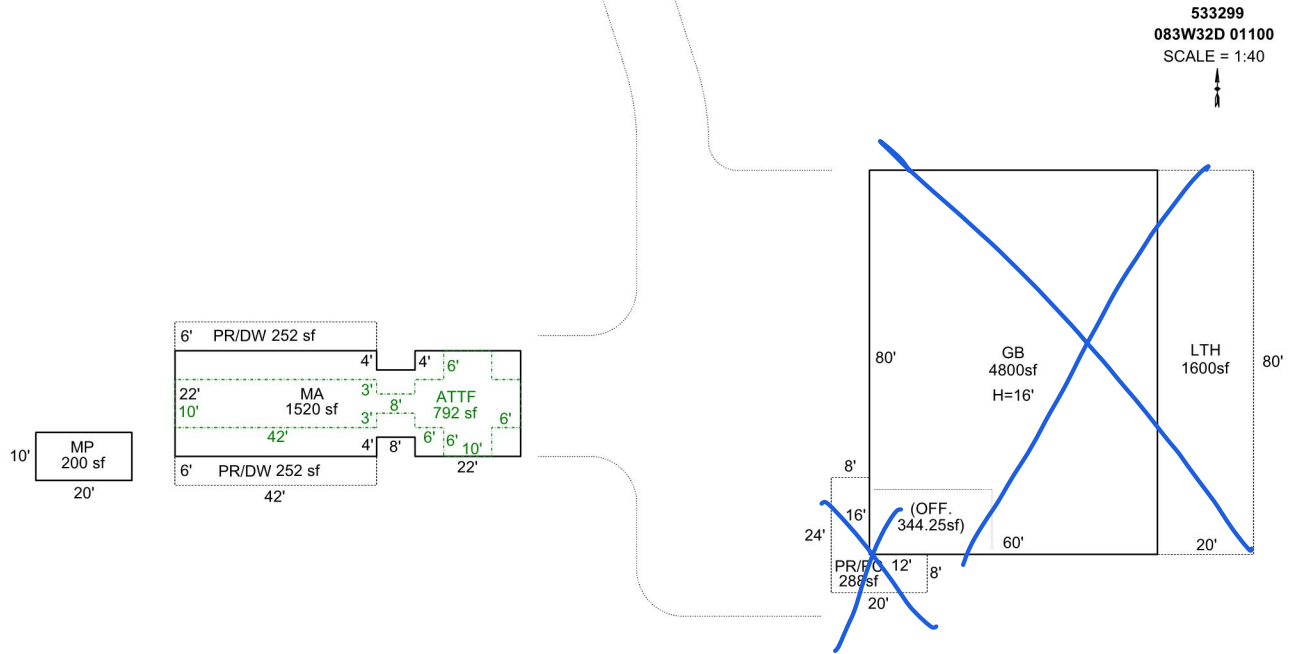 533299
083W32D 01100
SCALE = 1:40
6' PR/DW 252 sf
4' 4'
6'
22'
10'
MA
1520 sf
3'
8'
3'
ATTF
792 sf
6'
42'
4' 8'
6' 6' 10'
22'
6' PR/DW 252 sf
42'
10'
MP
200 sf
20'
80'
GB
4800sf
H=16'
LTH
1600sf
80'
8'
16'
24'
(OFF.
344.25sf)
60'
20'
PR/
12'
288sf
8'
20'